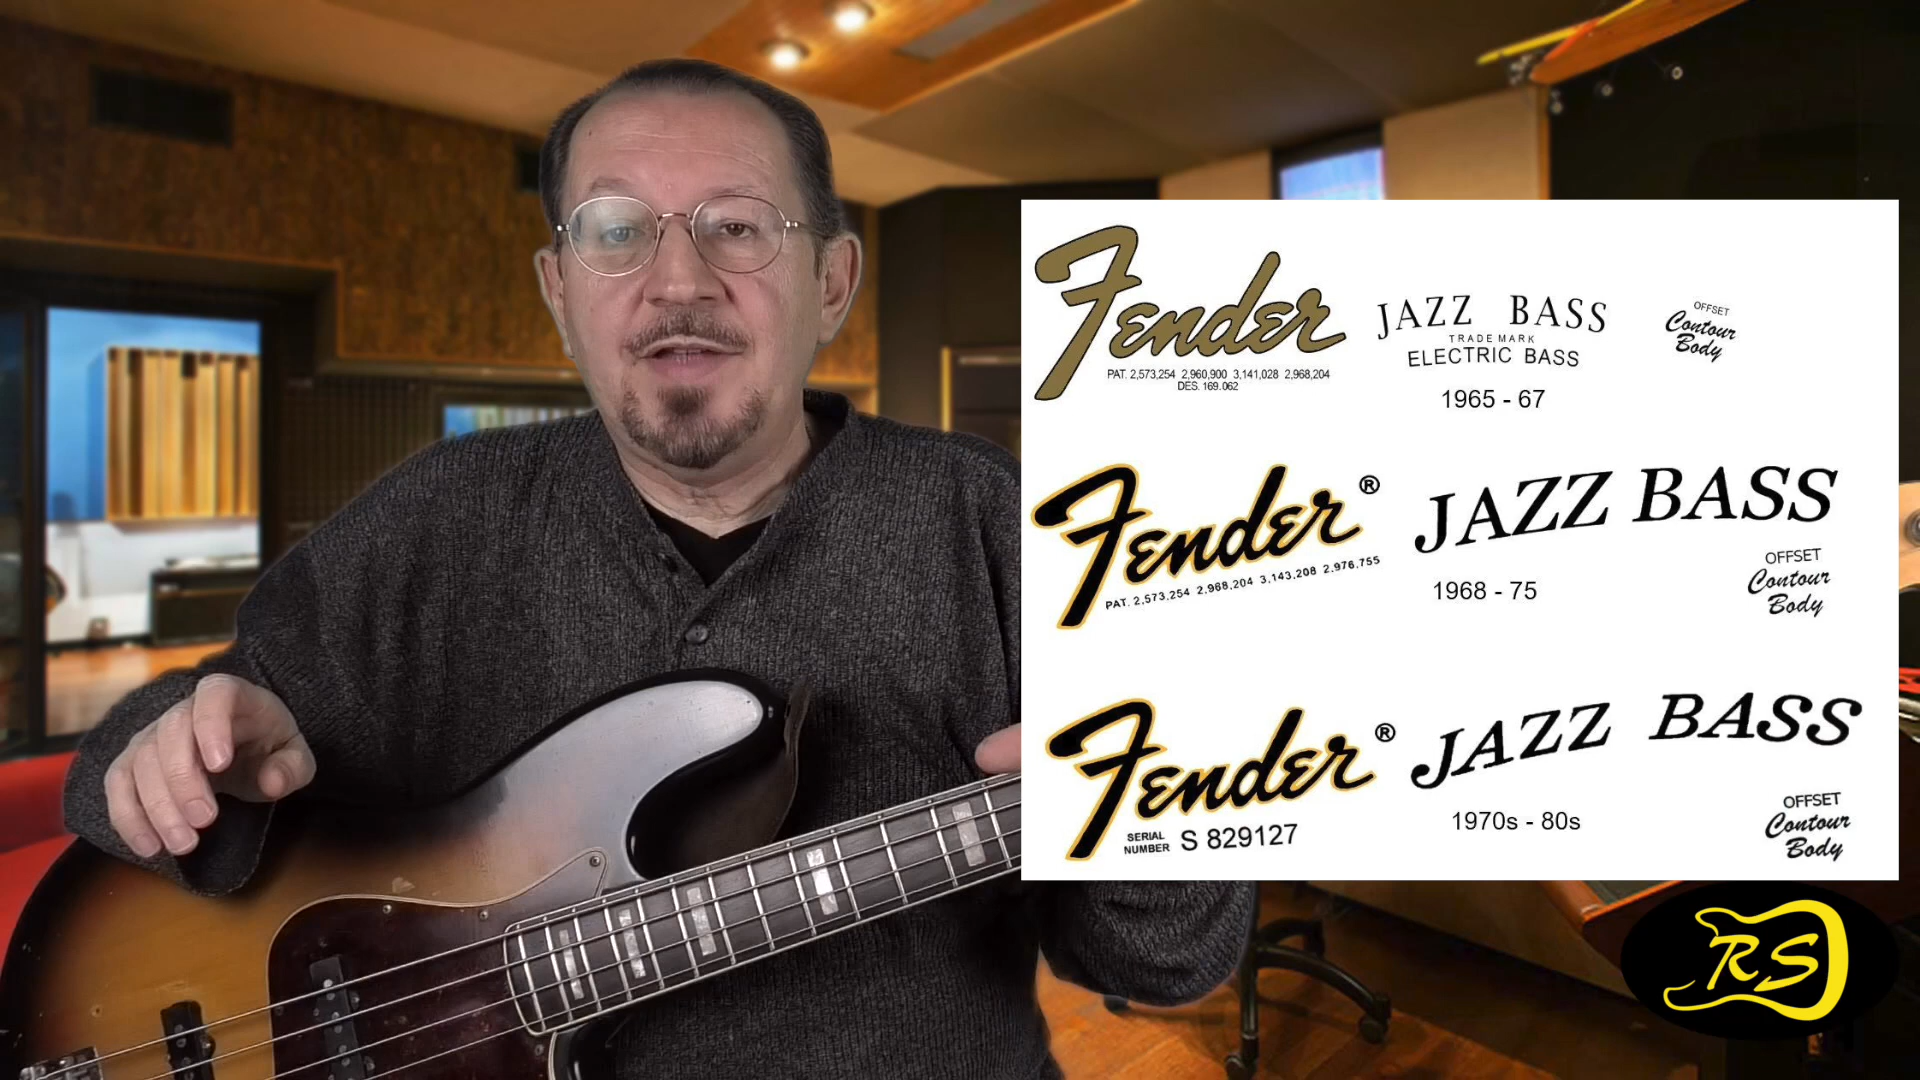 Fender
JAZZ BASS
TRADE MARK
ELECTRIC BASS
OFFSET
Contour
Body
PAT. 2,573,254 2,960,900 3,141,028 2,968,204
DES. 169.062
1965 - 67
Fender®
JAZZ BASS
PAT. 2,573,254 2,968,204 3,143,208 2.976,755
1968 - 75
OFFSET
Contour
Body
Fender®
JAZZ BASS
SERIAL
NUMBER S 829127
1970s - 80s
OFFSET
Contour
Body
RS